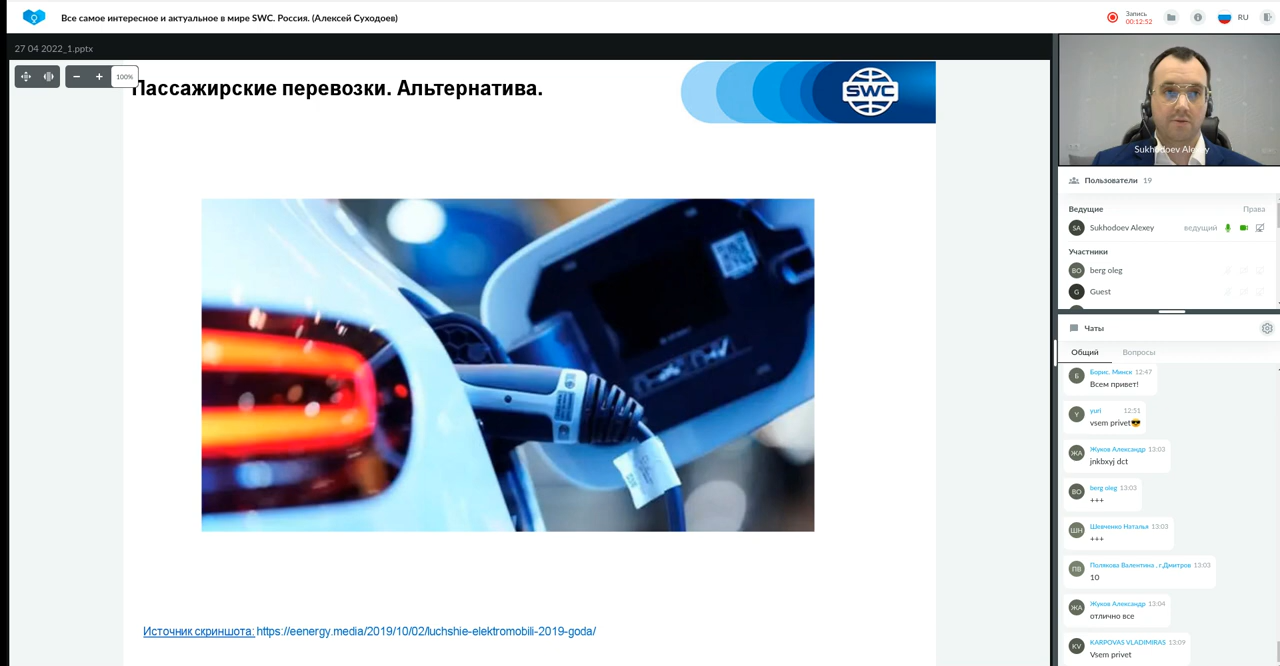 Все самое интересное и актуальное в мире SWC. Россия. (Алексей Суходоев)
Запись
00:12:52
RU
27 04 2022_1.pptx
100%
Пассажирские перевозки. Альтернатива.
SWC
Источник скриншота: https://eenergy.media/2019/10/02/luchshie-elektromobili-2019-goda/
Sukhodoev Alexey
Пользователи 19
Ведущие Права
SA Sukhodoev Alexey ведущий
Участники
BO berg oleg
G Guest
Чаты
Общий Вопросы
Б Борис. Минск 12:47
Всем привет!
Y yuri 12:51
vsem privet😎
ЖА Жуков Александр 13:03
jnkbxyj dct
BO berg oleg 13:03
+++
ШН Шевченко Наталья 13:03
+++
ПВ Полякова Валентина , г.Дмитров 13:03
10
ЖА Жуков Александр 13:04
отлично все
KV KARPOVAS VLADIMIRAS 13:09
Vsem privet